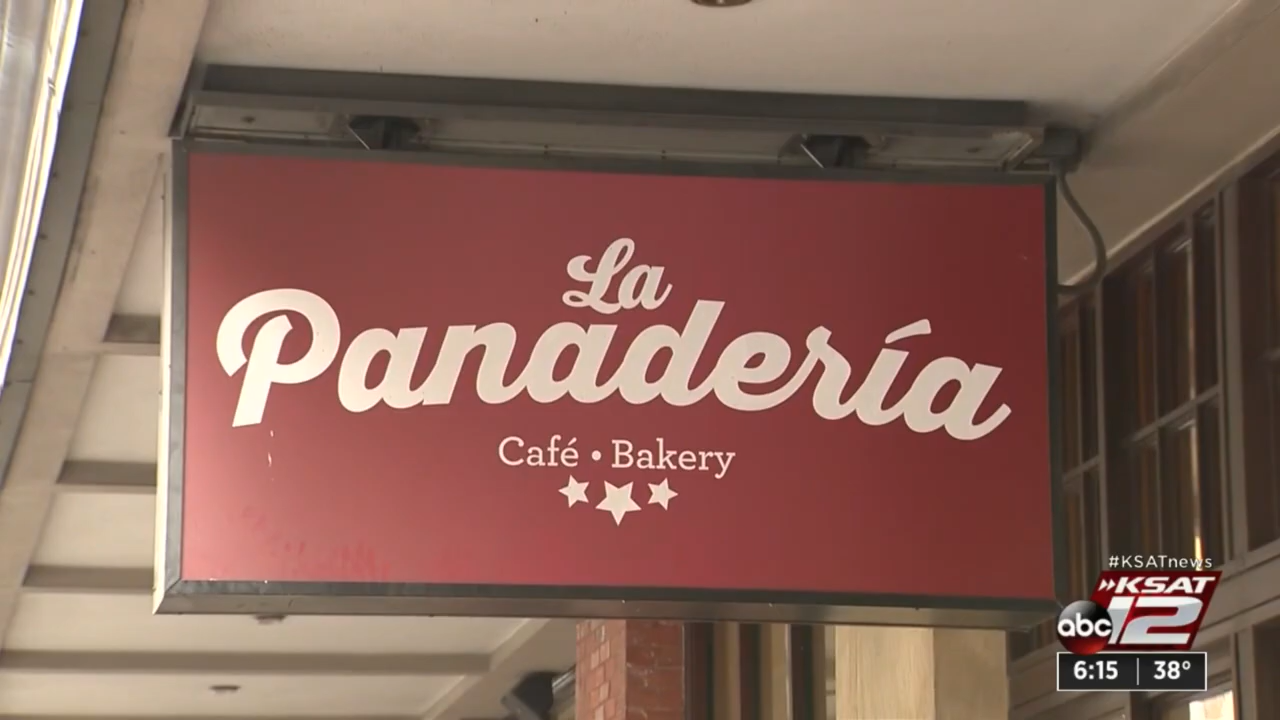 La
Panadería
Café • Bakery
#KSATnews
KSAT
abc 12
6:15 38°